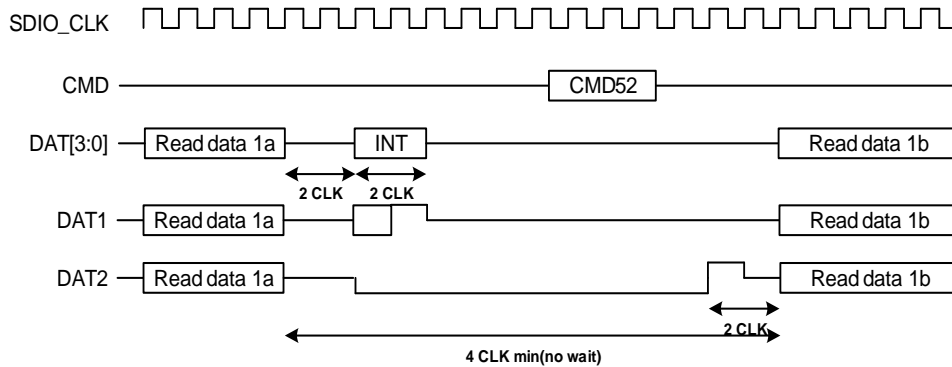 SDIO_CLK
CMD
CMD52
DAT[3:0]
Read data 1a
INT
Read data 1b
2 CLK
2 CLK
DAT1
Read data 1a
Read data 1b
DAT2
Read data 1a
Read data 1b
2 CLK
4 CLK min(no wait)